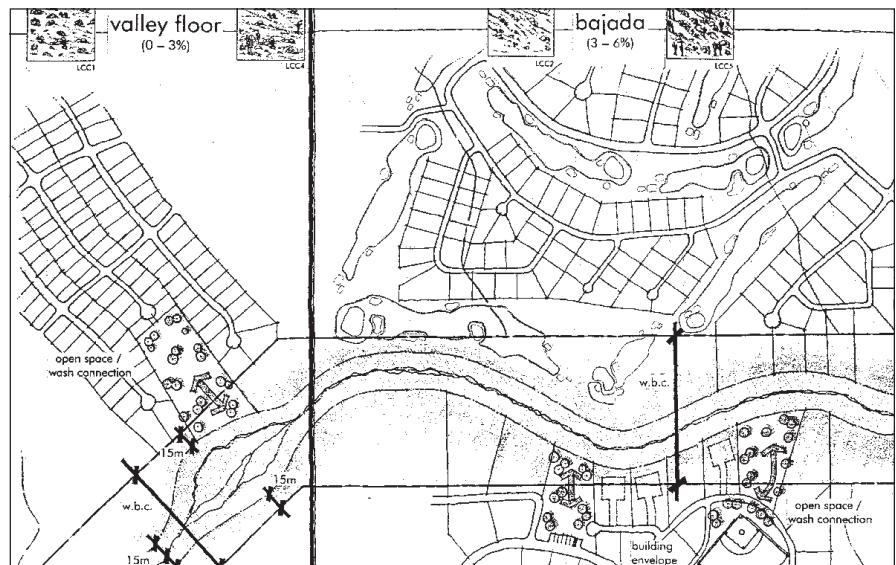 valley floor
(0 – 3%)
LCC1
LCC4
bajada
(3 – 6%)
LCC2
LCC5
open space /
wash connection
w.b.c.
15m
15m
w.b.c.
15m
open space /
wash connection
building
envelope